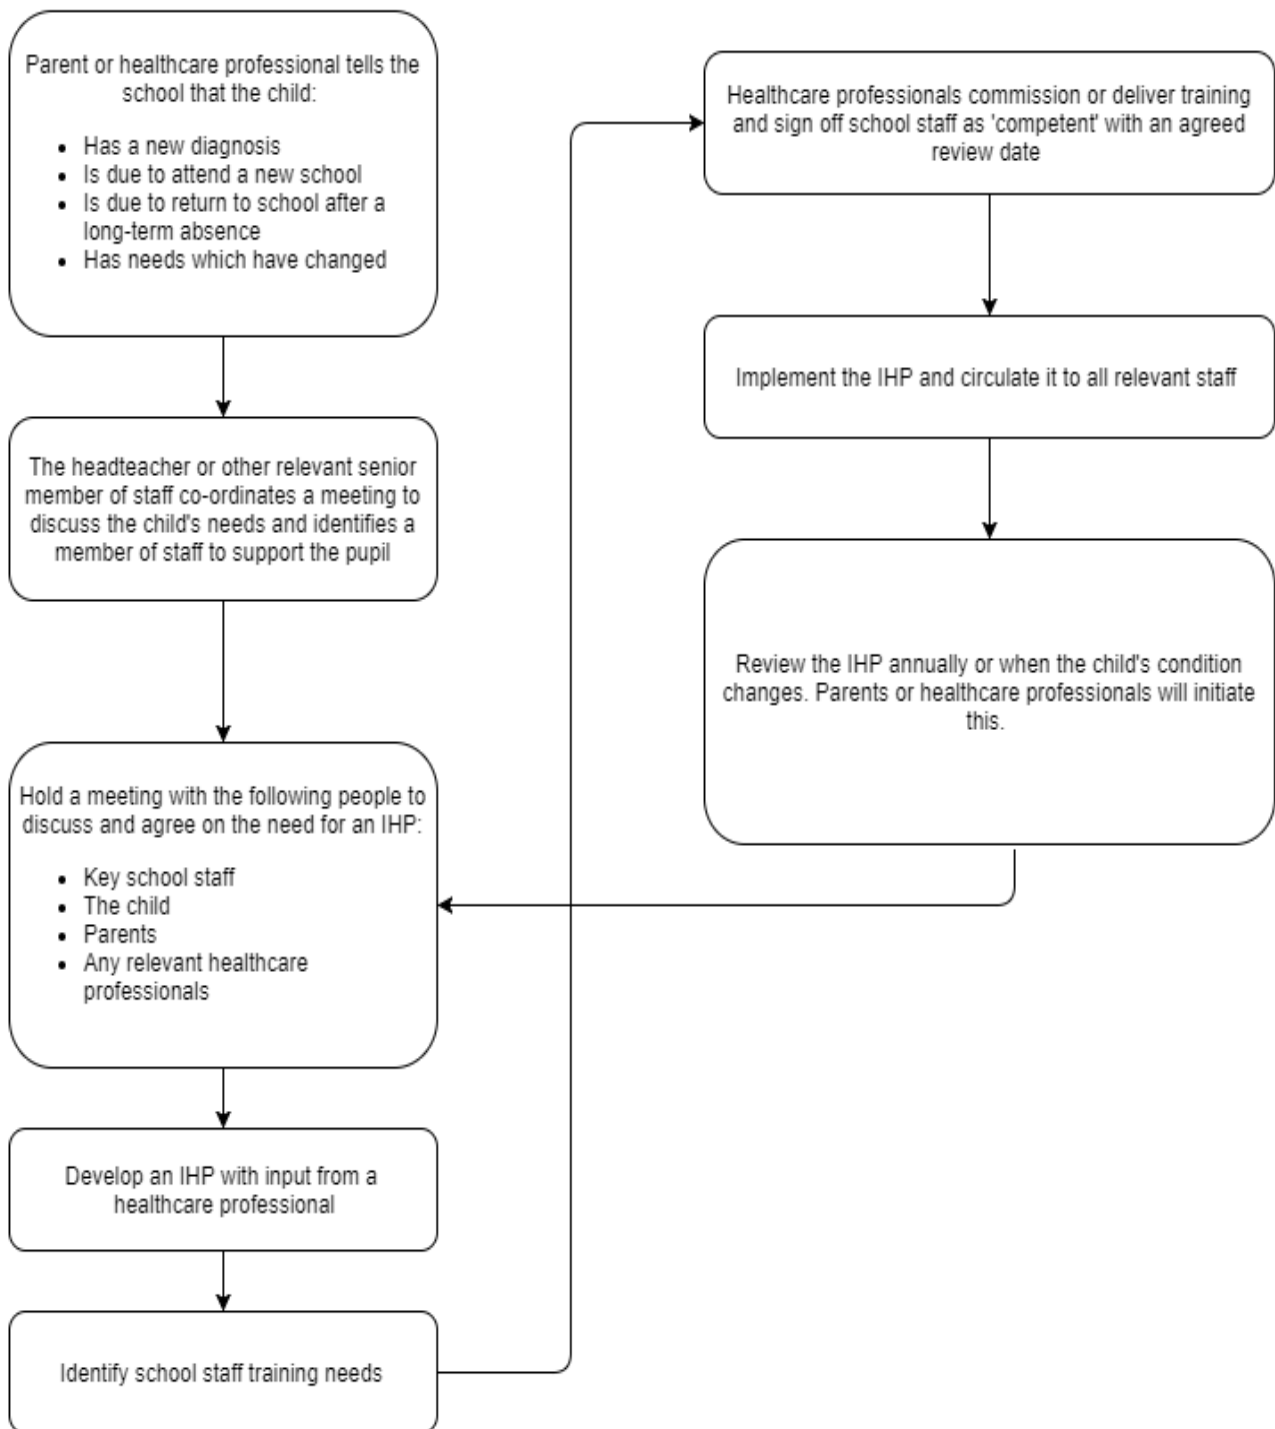 Parent or healthcare professional tells the
school that the child:
• Has a new diagnosis
• Is due to attend a new school
• Is due to return to school after a
long-term absence
• Has needs which have changed
The headteacher or other relevant senior
member of staff co-ordinates a meeting to
discuss the child's needs and identifies a
member of staff to support the pupil
Hold a meeting with the following people to
discuss and agree on the need for an IHP:
• Key school staff
• The child
• Parents
• Any relevant healthcare
professionals
Develop an IHP with input from a
healthcare professional
Identify school staff training needs
Healthcare professionals commission or deliver training
and sign off school staff as 'competent' with an agreed
review date
Implement the IHP and circulate it to all relevant staff
Review the IHP annually or when the child's condition
changes. Parents or healthcare professionals will initiate
this.